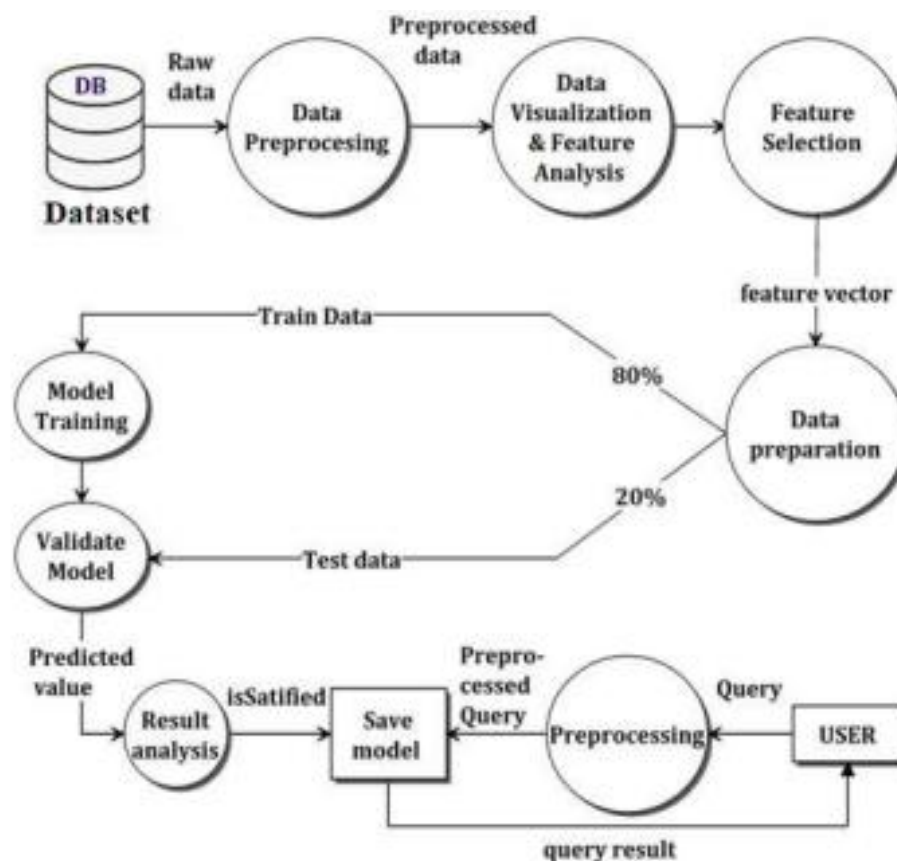 DB
Dataset
Raw
data
Data
Preprocesing
Preprocessed
data
Data
Visualization
& Feature
Analysis
Feature
Selection
feature vector
Data
preparation
80%
Train Data
20%
Test data
Model
Training
Validate
Model
Predicted
value
Result
analysis
isSatified
Save
model
Prepro-
cessed
Query
Preprocessing
Query
USER
query result